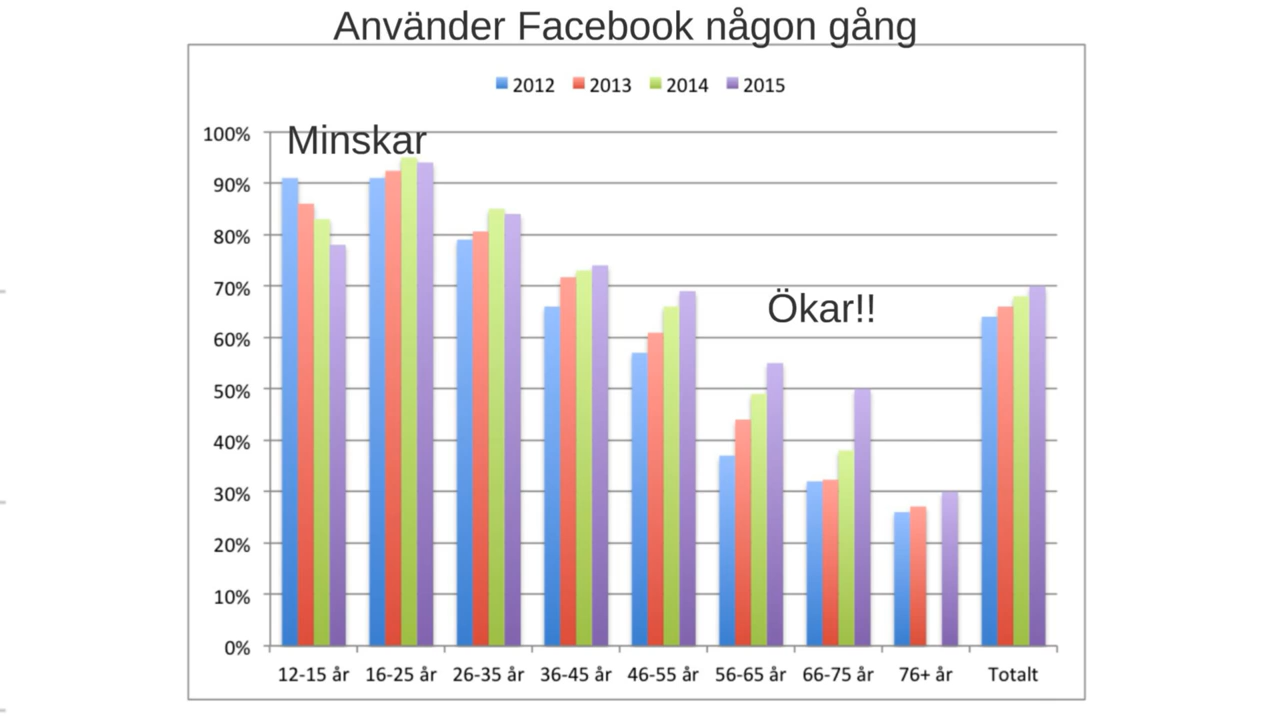 Använder Facebook någon gång
2012 2013 2014 2015
Minskar
Ökar!!
100%
90%
80%
70%
60%
50%
40%
30%
20%
10%
0%
12-15 år 16-25 år 26-35 år 36-45 år 46-55 år 56-65 år 66-75 år 76+ år Totalt